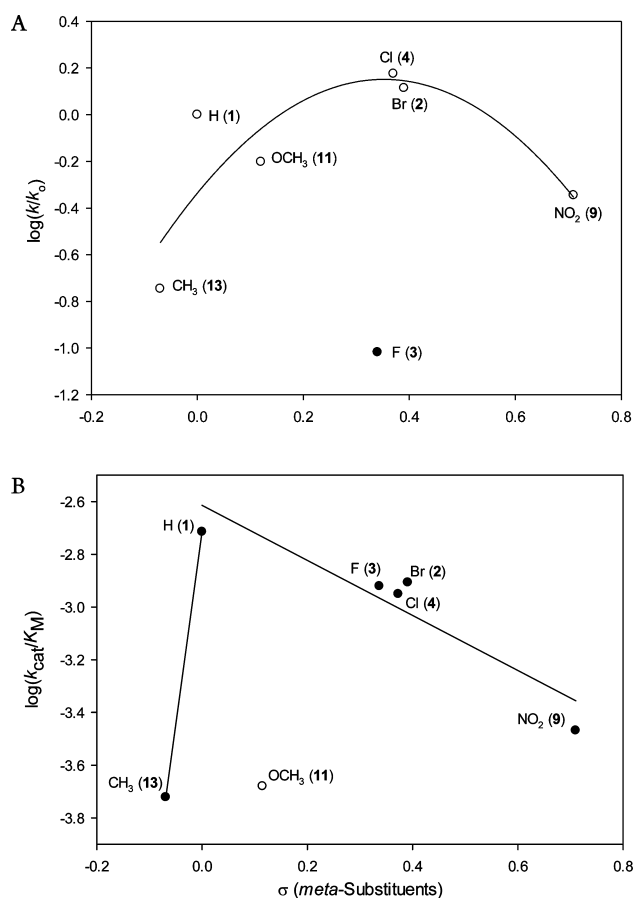 A
0.4
0.2
0.0
-0.2
-0.4
-0.6
-0.8
-1.0
-1.2
log(k/kₒ)
Cl (4)
Br (2)
H (1)
OCH₃ (11)
NO₂ (9)
CH₃ (13)
F (3)
-0.2 0.0 0.2 0.4 0.6 0.8
B
-2.6
-2.8
-3.0
-3.2
-3.4
-3.6
-3.8
log(k_cat/K_M)
H (1)
F (3)
Br (2)
Cl (4)
NO₂ (9)
CH₃ (13)
OCH₃ (11)
-0.2 0.0 0.2 0.4 0.6 0.8
σ (meta-Substituents)